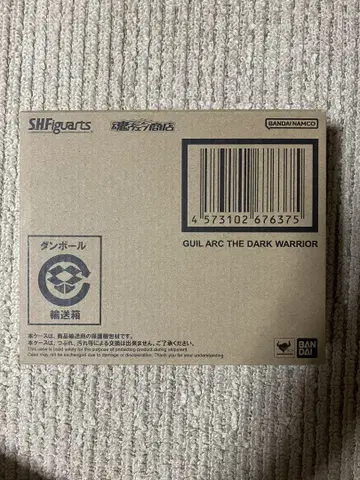 S.H.Figuarts 魂ウェブ商店 BANDAI NAMCO
4 573102 676375
GUIL ARC THE DARK WARRIOR
ダンボール
輸送箱
本ケースは、商品輸送用の保護梱包材です。
本ケースは、つぶれ、汚れ等による交換は出来ません。ご了承ください。
This case is used solely for the purpose of protecting product during shipment.
Case may not be exchanged due to damage or discoloration. Thank you for your understanding.
BAN
DAI